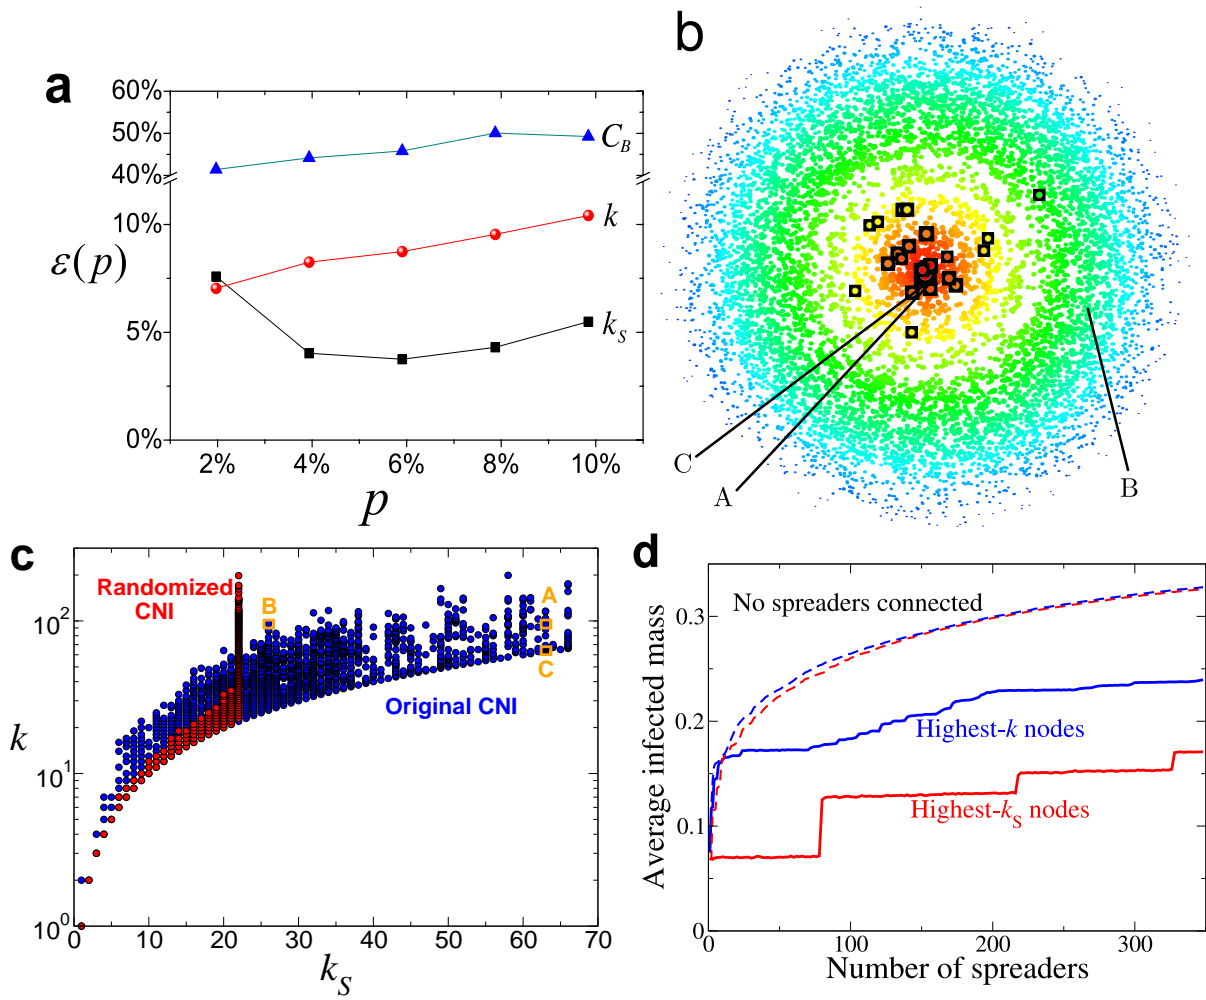 a
60%
50%
40%
10%
5%
0%
ε(p)
C_B
k
k_S
2%
4%
6%
8%
10%
p
b
C
A
B
c
Randomized
CNI
B
A
C
Original CNI
k
10^2
10^1
10^0
0
10
20
30
40
50
60
70
k_S
d
No spreaders connected
Highest-k nodes
Highest-k_S nodes
Average infected mass
0.3
0.2
0.1
0
0
100
200
300
Number of spreaders